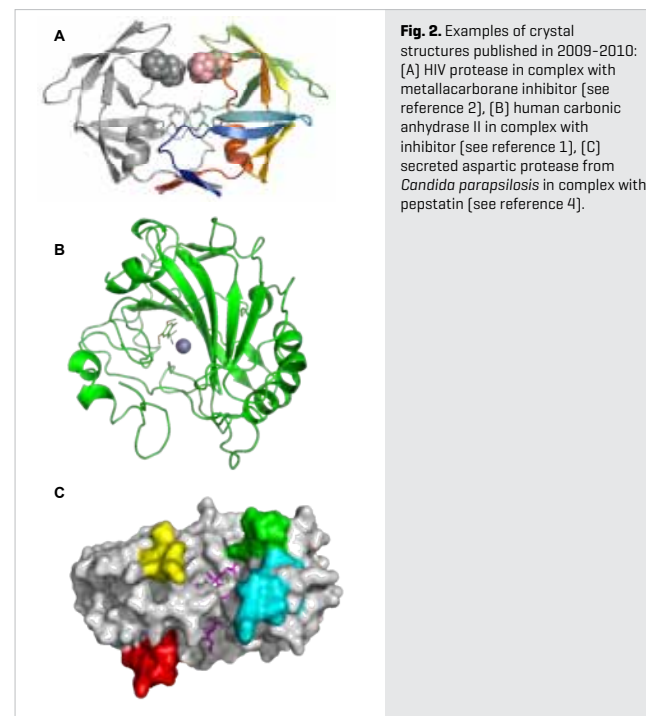 A
Fig. 2. Examples of crystal
structures published in 2009-2010:
(A) HIV protease in complex with
metallacarborane inhibitor (see
reference 2), (B) human carbonic
anhydrase II in complex with
inhibitor (see reference 1), (C)
secreted aspartic protease from
Candida parapsilosis in complex with
pepstatin (see reference 4).
B
C